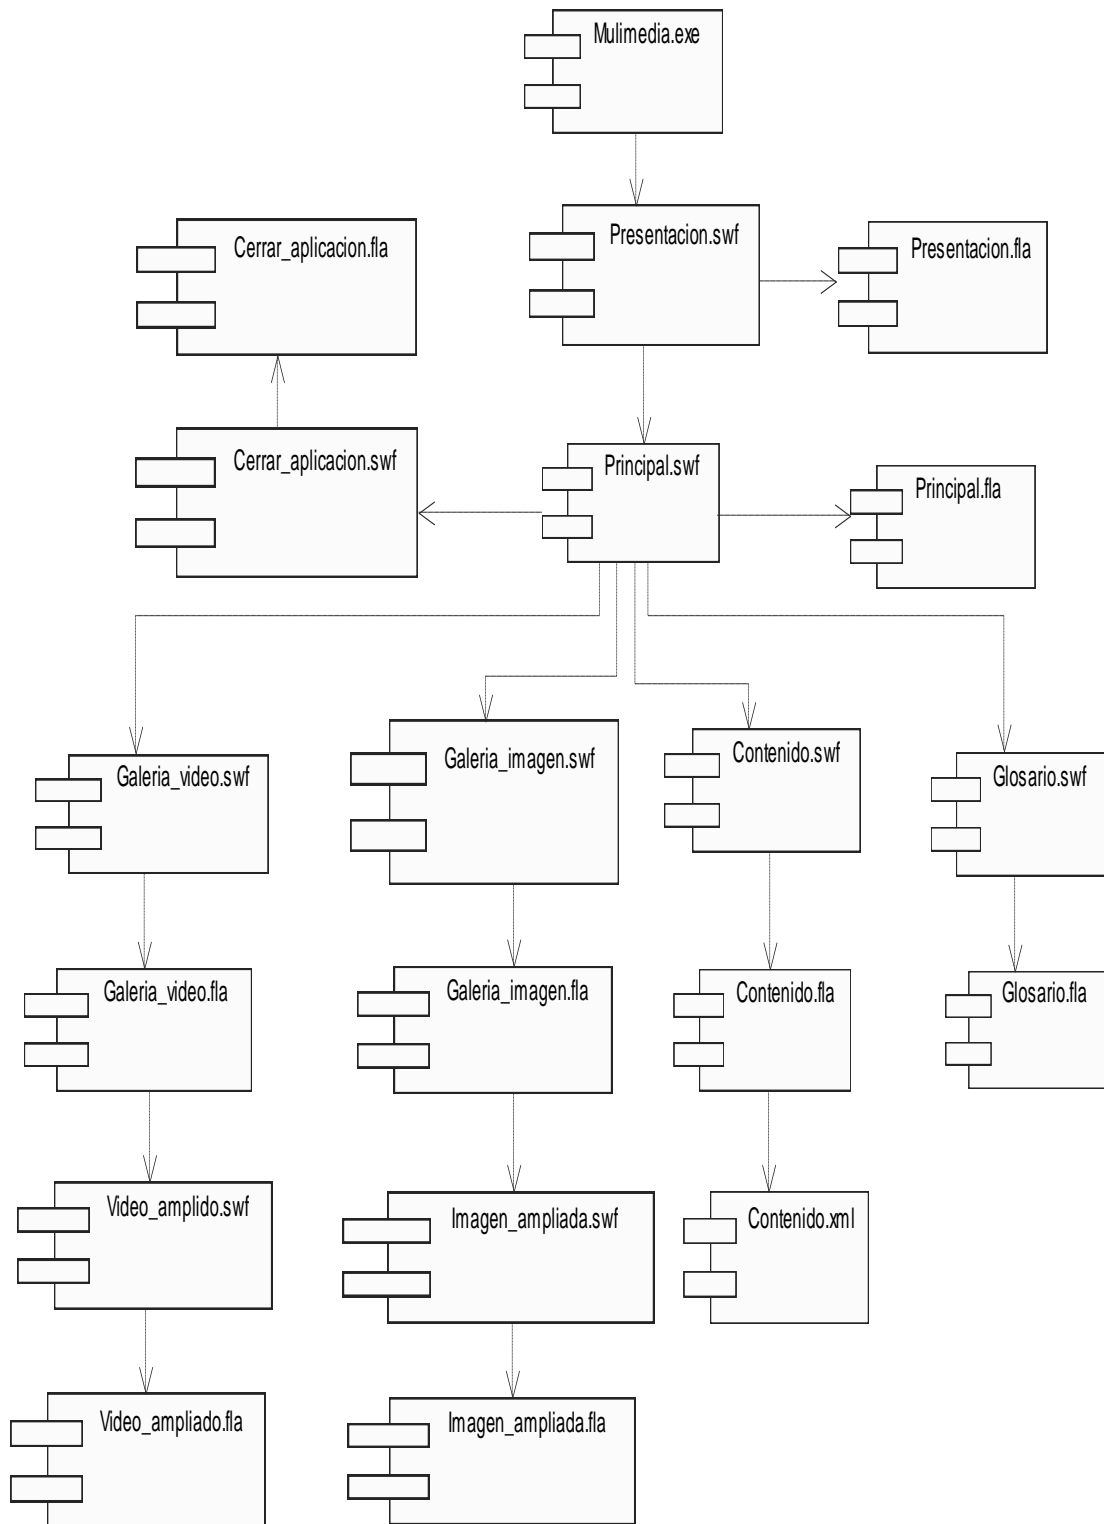 Mulimedia.exe
Cerrar_aplicacion.fla
Presentacion.swf
Presentacion.fla
Cerrar_aplicacion.swf
Principal.swf
Principal.fla
Galeria_video.swf
Galeria_imagen.swf
Contenido.swf
Glosario.swf
Galeria_video.fla
Galeria_imagen.fla
Contenido.fla
Glosario.fla
Video_amplido.swf
Imagen_ampliada.swf
Contenido.xml
Video_ampliado.fla
Imagen_ampliada.fla